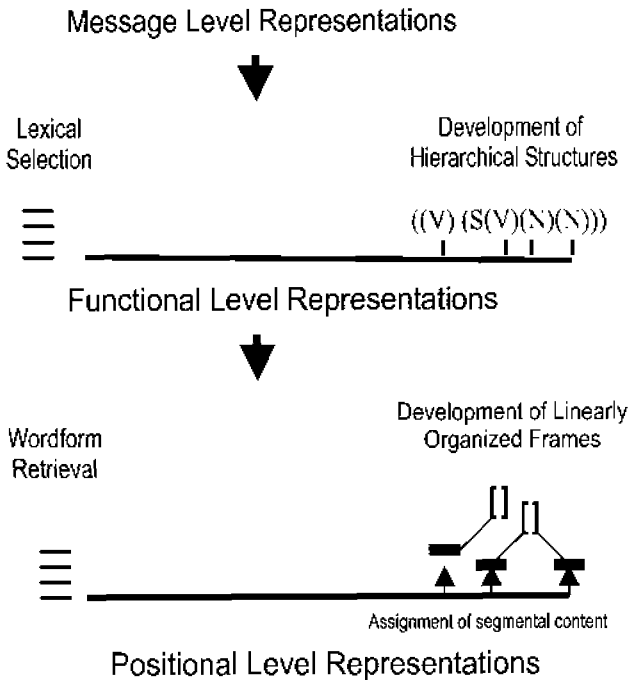 Message Level Representations
Lexical
Selection
Development of
Hierarchical Structures
((V) (S(V)(N)(N)))
Functional Level Representations
Wordform
Retrieval
Development of Linearly
Organized Frames
[] []
Assignment of segmental content
Positional Level Representations